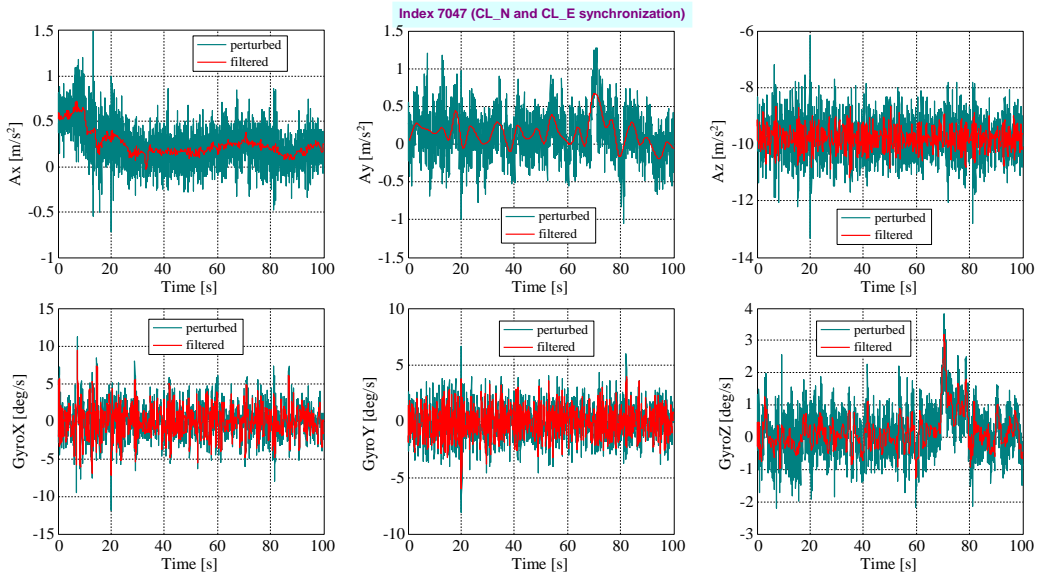 Index 7047 (CL_N and CL_E synchronization)
Ax [m/s²]
1.5
1
0.5
0
-0.5
-1
perturbed
filtered
0 20 40 60 80 100
Time [s]
Ay [m/s²]
1.5
1
0.5
0
-0.5
-1
1.5
perturbed
filtered
0 20 40 60 80 100
Time [s]
Az [m/s²]
-6
-8
-10
-12
-14
perturbed
filtered
0 20 40 60 80 100
Time [s]
GyroX [deg/s]
15
10
5
0
-5
-10
-15
perturbed
filtered
0 20 40 60 80 100
Time [s]
GyroY [deg/s]
10
5
0
-5
-10
perturbed
filtered
0 20 40 60 80 100
Time [s]
GyroZ [deg/s]
4
3
2
1
0
-1
-2
-3
perturbed
filtered
0 20 40 60 80 100
Time [s]